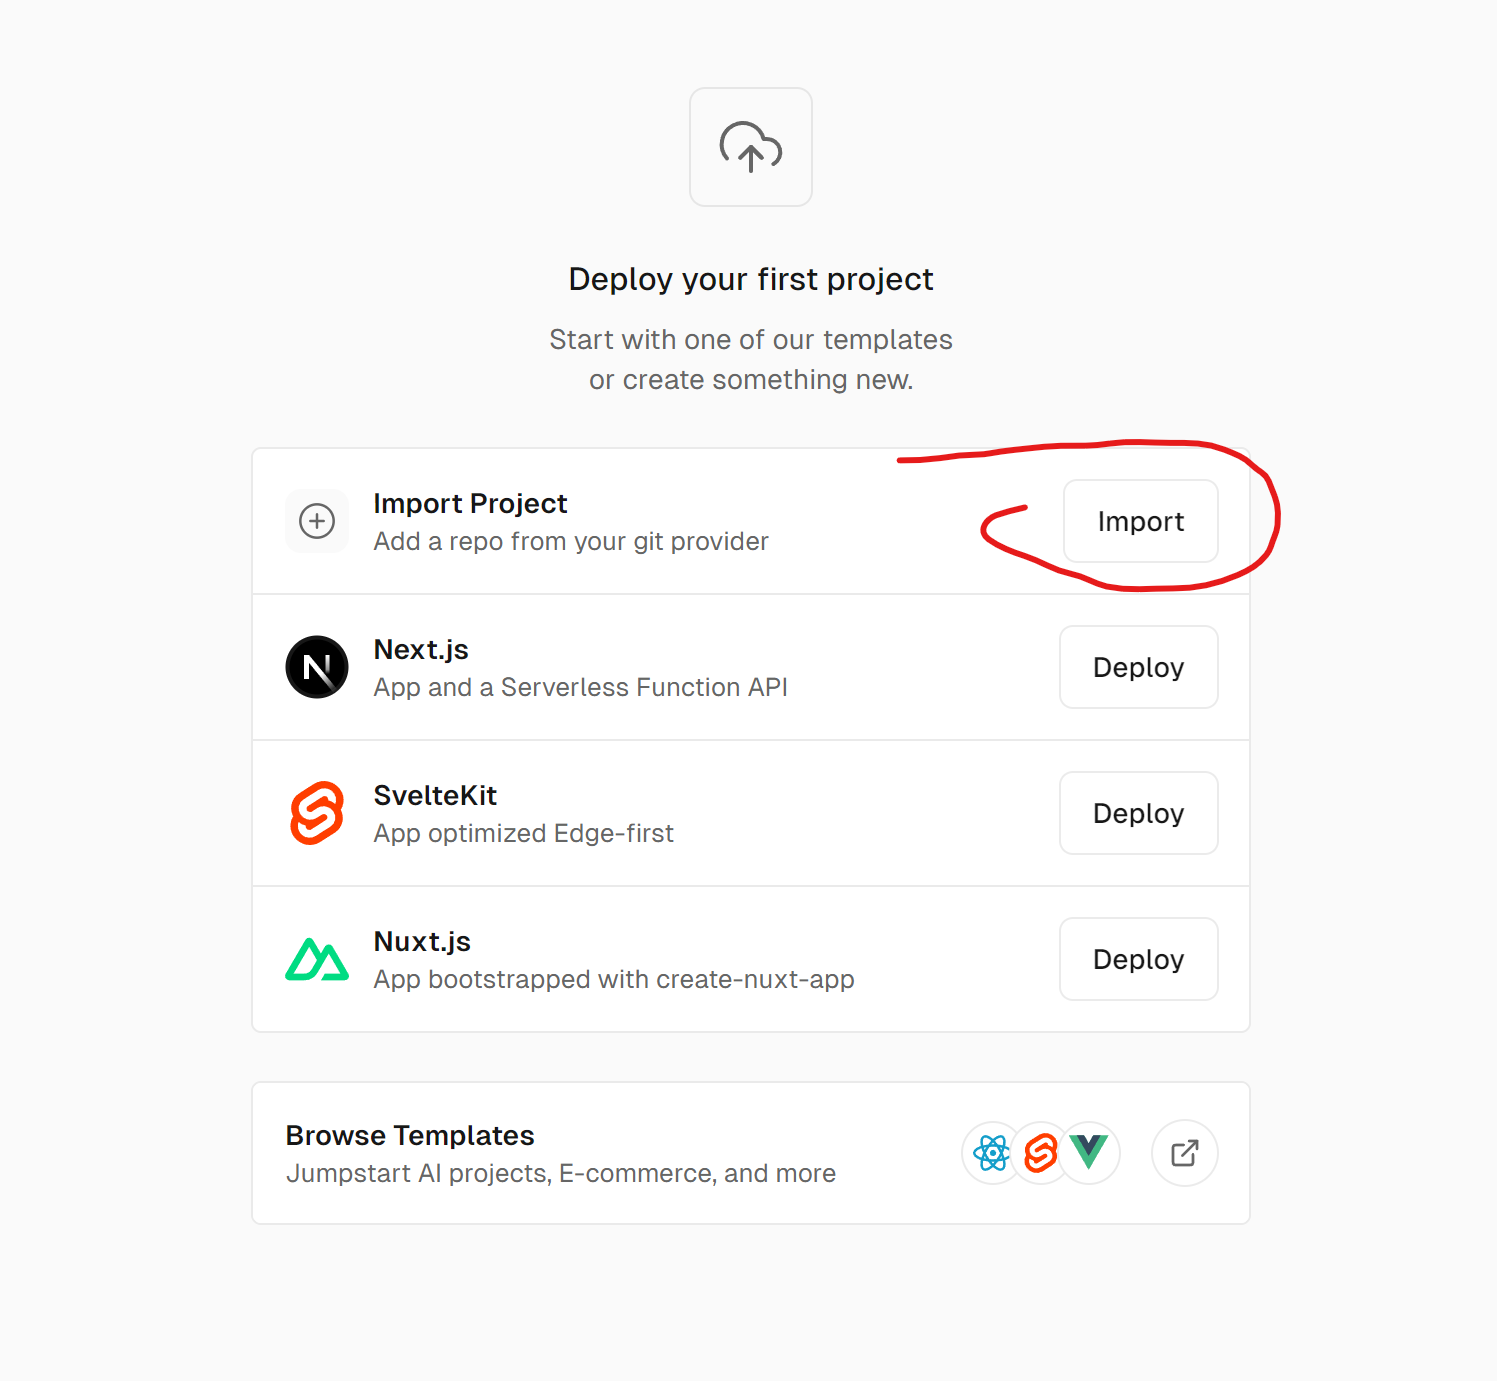 Deploy your first project
Start with one of our templates
or create something new.
Import Project
Add a repo from your git provider
Import
Next.js
App and a Serverless Function API
Deploy
SvelteKit
App optimized Edge-first
Deploy
Nuxt.js
App bootstrapped with create-nuxt-app
Deploy
Browse Templates
Jumpstart AI projects, E-commerce, and more